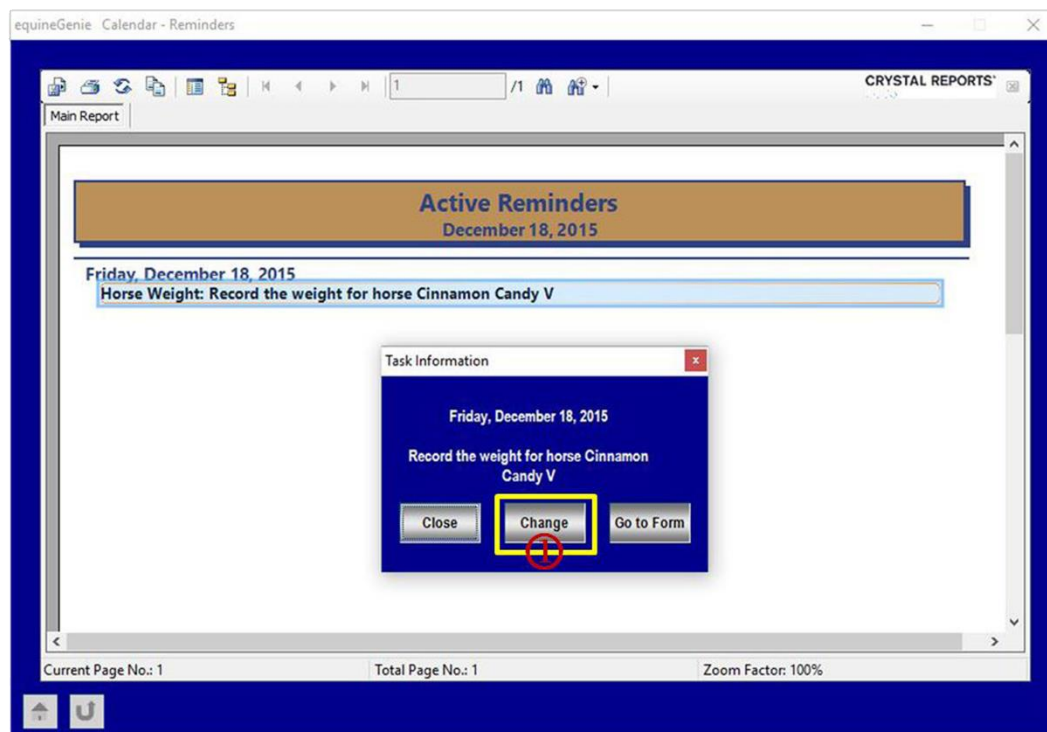 equineGenie Calendar - Reminders
1 /1
CRYSTAL REPORTS
Main Report
Active Reminders
December 18, 2015
Friday, December 18, 2015
Horse Weight: Record the weight for horse Cinnamon Candy V
Task Information
x
Friday, December 18, 2015
Record the weight for horse Cinnamon
Candy V
Close Change Go to Form
①
Current Page No.: 1 Total Page No.: 1 Zoom Factor: 100%